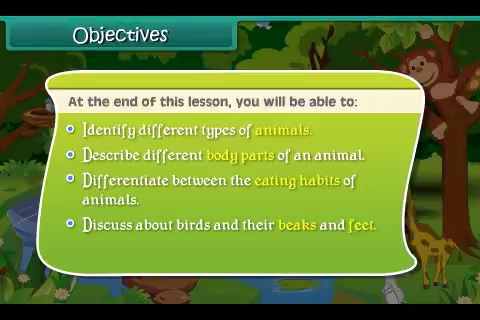 Objectives
At the end of this lesson, you will be able to:
Identify different types of animals.
Describe different body parts of an animal.
Differentiate between the eating habits of
animals.
Discuss about birds and their beaks and feet.